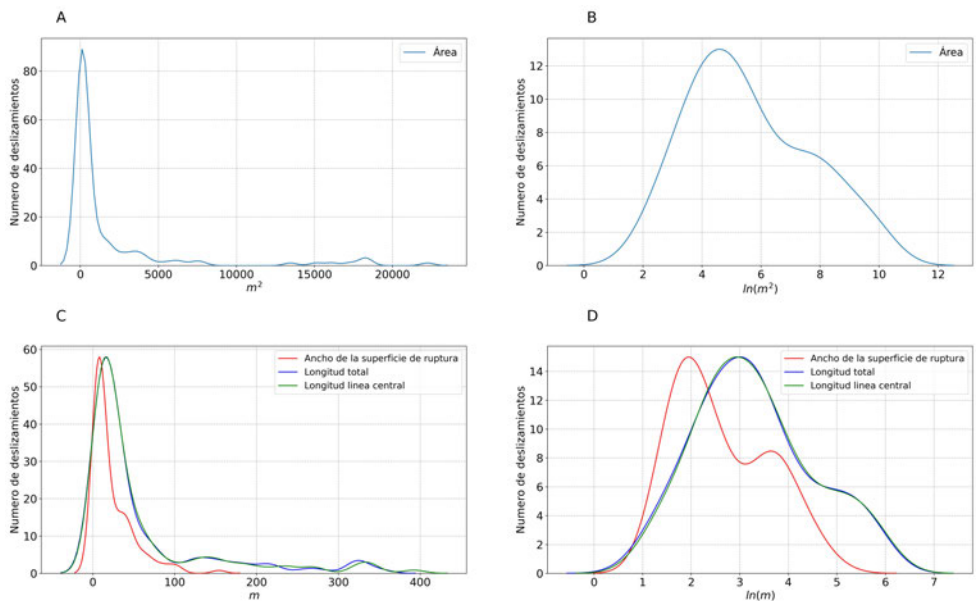 A
B
Numero de deslizamientos
80
60
40
20
0
0
5000
10000
15000
20000
m²
Área
Numero de deslizamientos
12
10
8
6
4
2
0
0
2
4
6
8
10
12
ln(m²)
Área
C
D
Numero de deslizamientos
60
50
40
30
20
10
0
0
100
200
300
400
m
Ancho de la superficie de ruptura
Longitud total
Longitud linea central
Numero de deslizamientos
14
12
10
8
6
4
2
0
0
1
2
3
4
5
6
7
ln(m)
Ancho de la superficie de ruptura
Longitud total
Longitud linea central